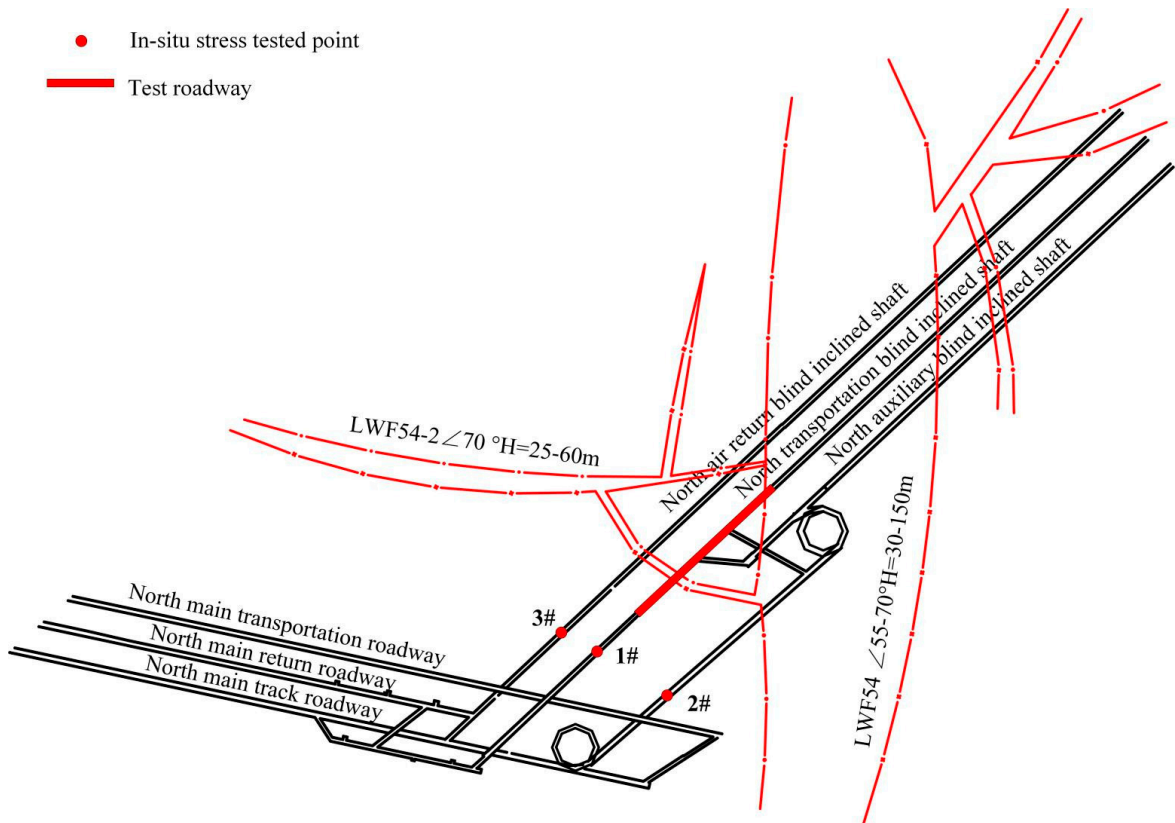 In-situ stress tested point
Test roadway
North air return blind inclined shaft
North transportation blind inclined shaft
North auxiliary blind inclined shaft
LWF54-2∠70 °H=25-60m
LWF54 ∠55-70°H=30-150m
North main transportation roadway
North main return roadway
North main track roadway
3#
1#
2#